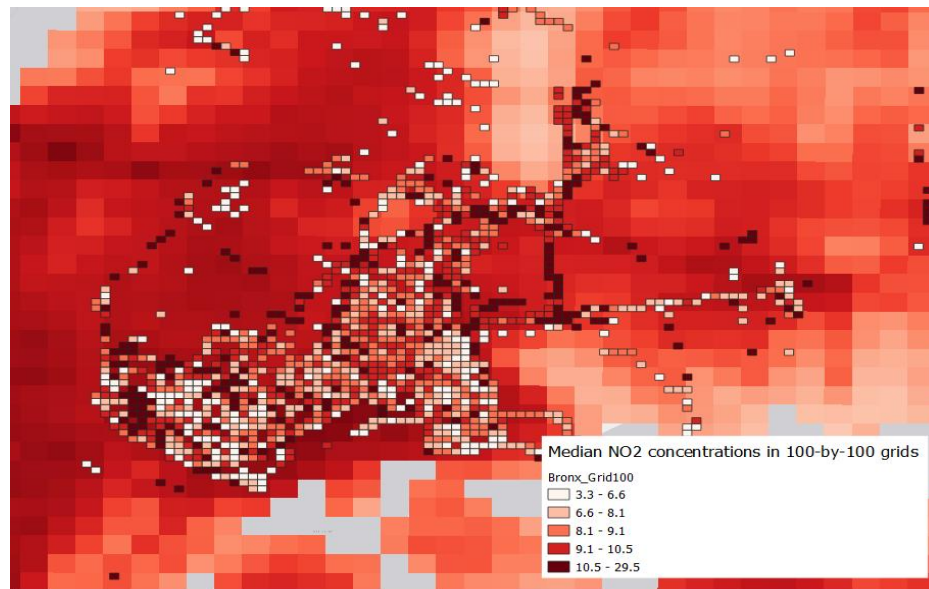 Median NO2 concentrations in 100-by-100 grids
Bronx_Grid100
3.3 - 6.6
6.6 - 8.1
8.1 - 9.1
9.1 - 10.5
10.5 - 29.5